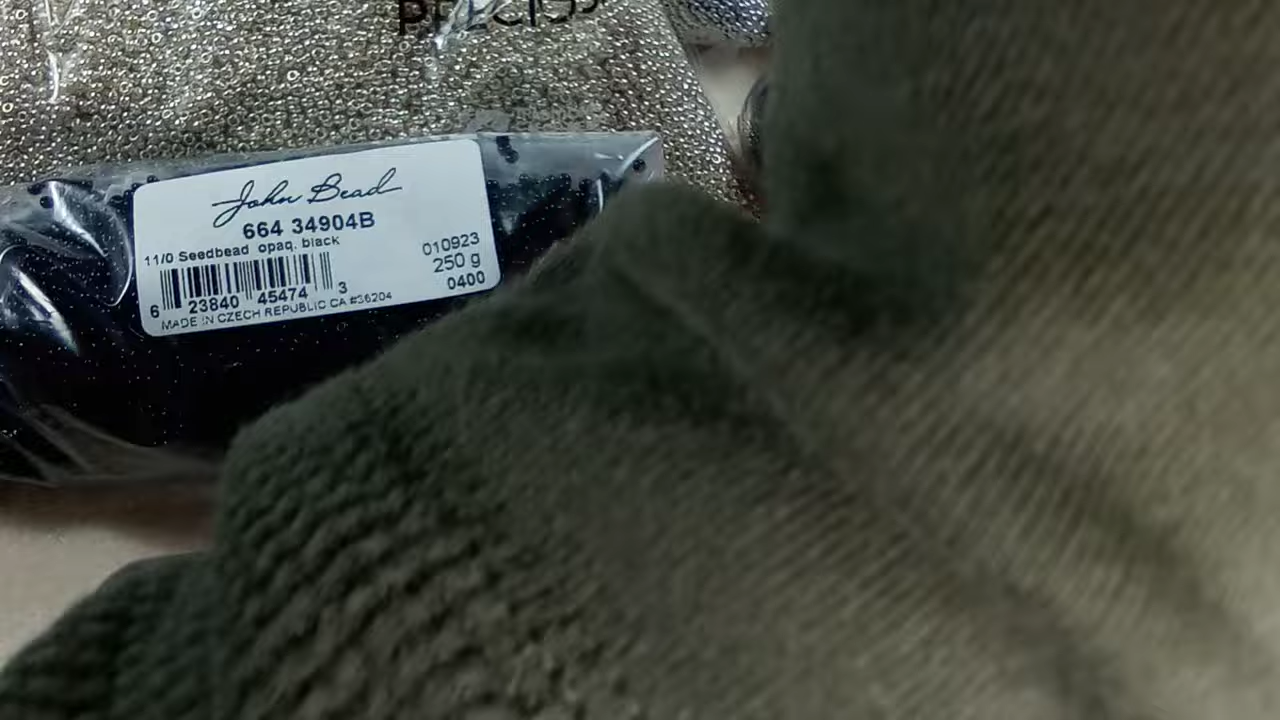 John Bead
664 34904B
11/0 Seedbead opaq. black
010923
250 g
0400
6 23840 45474 3
MADE IN CZECH REPUBLIC CA #36204